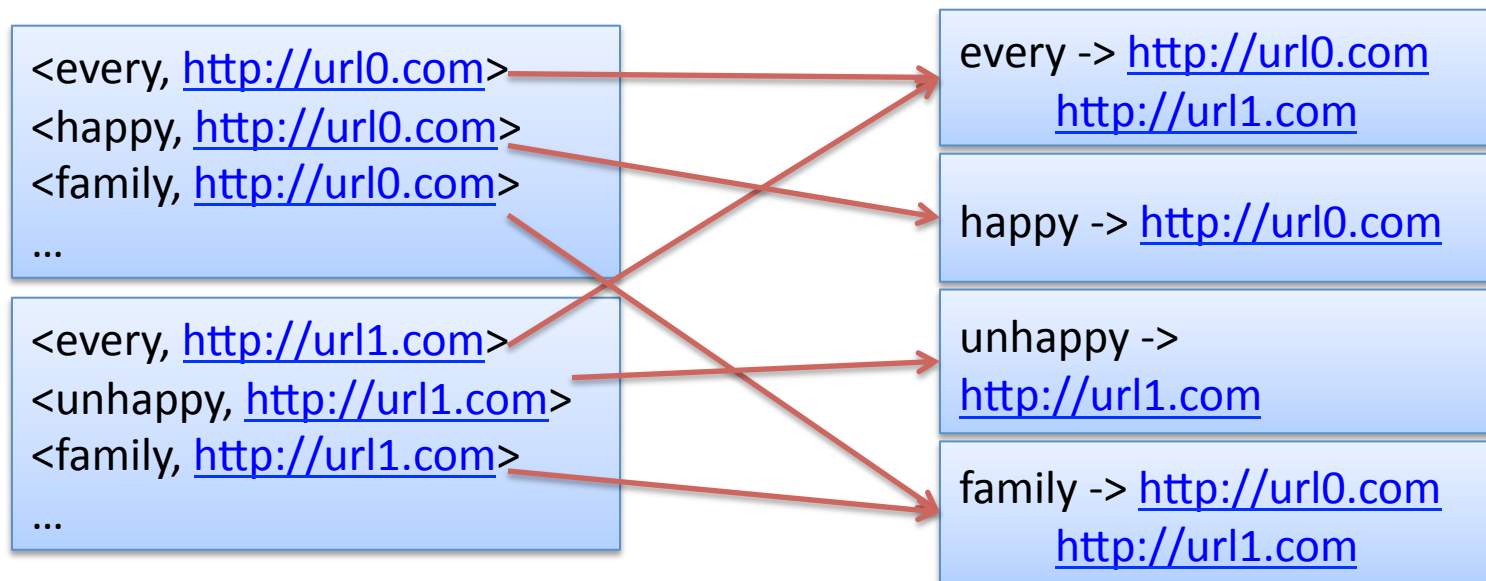 <every, http://url0.com>
<happy, http://url0.com>
<family, http://url0.com>
...
<every, http://url1.com>
<unhappy, http://url1.com>
<family, http://url1.com>
...
every -> http://url0.com
http://url1.com
happy -> http://url0.com
unhappy ->
http://url1.com
family -> http://url0.com
http://url1.com